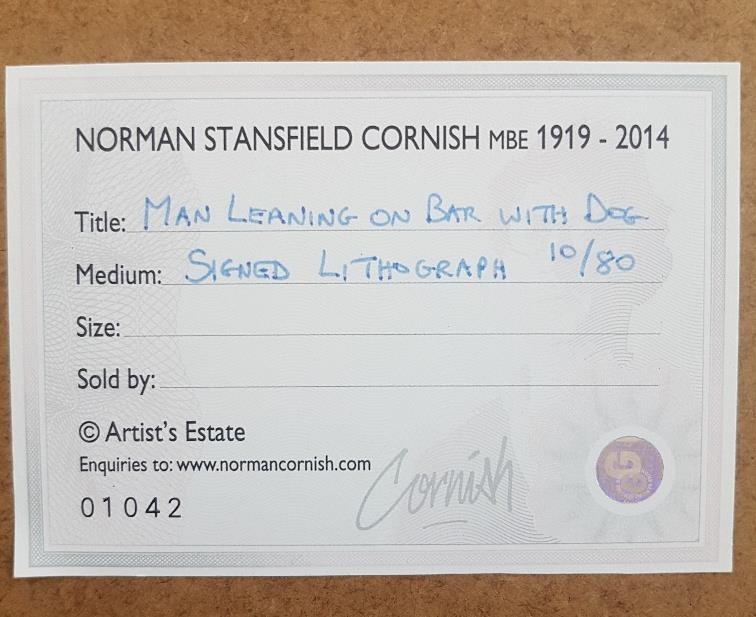 NORMAN STANSFIELD CORNISH MBE 1919 - 2014
Title: MAN LEANING ON BAR WITH DOG
Medium: SIGNED LITHOGRAPH 10/80
Size:
Sold by:
© Artist's Estate
Enquiries to: www.normancornish.com
01042
Cornish